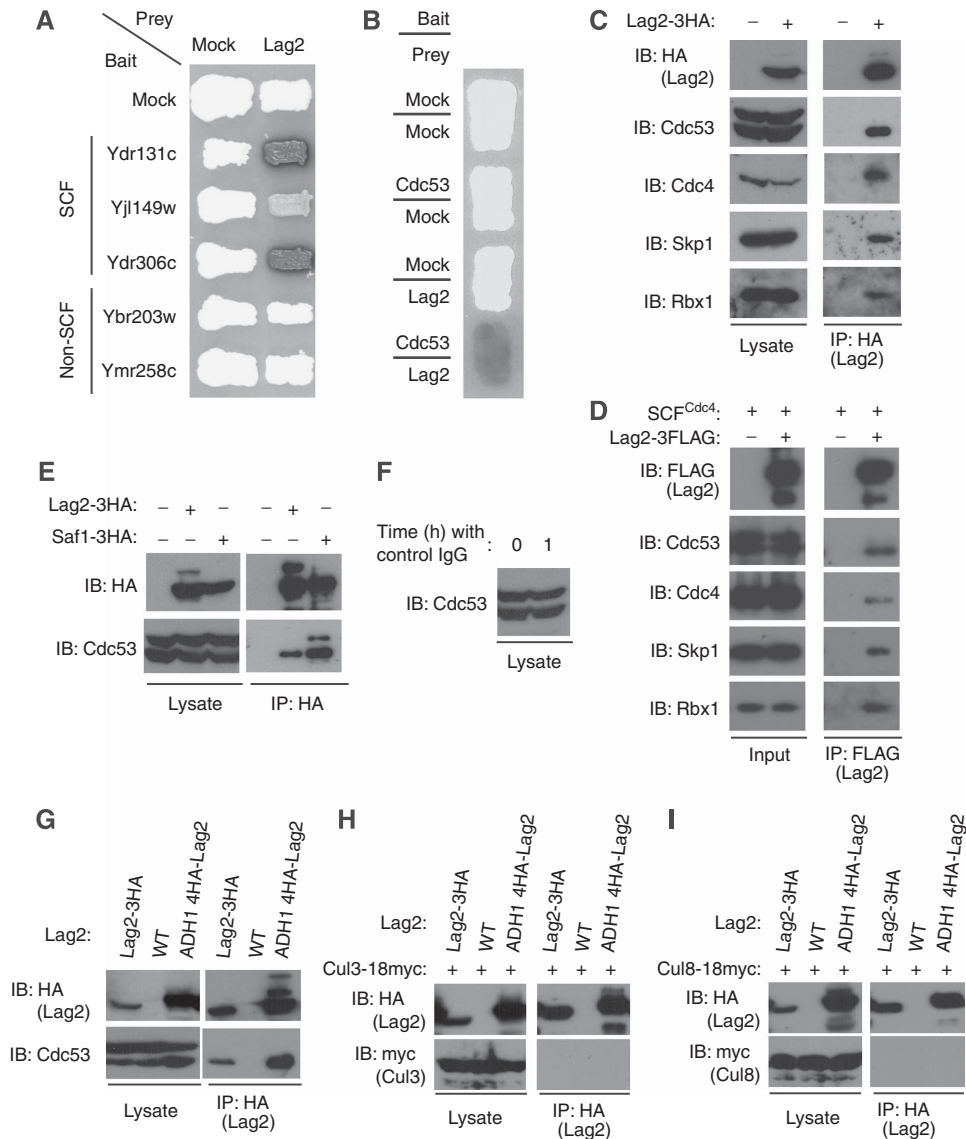 A
Prey
Bait
Mock
Lag2
Mock
SCF
Ydr131c
Yjl149w
Ydr306c
Non-SCF
Ybr203w
Ymr258c
B
Bait
Prey
Mock
Mock
Cdc53
Mock
Mock
Lag2
Cdc53
Lag2
C
Lag2-3HA: – + – +
IB: HA
(Lag2)
IB: Cdc53
IB: Cdc4
IB: Skp1
IB: Rbx1
Lysate
IP: HA
(Lag2)
D
SCFCdc4: + + + +
Lag2-3FLAG: – + – +
IB: FLAG
(Lag2)
IB: Cdc53
IB: Cdc4
IB: Skp1
IB: Rbx1
Input
IP: FLAG
(Lag2)
E
Lag2-3HA: – + – – + –
Saf1-3HA: – – + – – +
IB: HA
IB: Cdc53
Lysate
IP: HA
F
Time (h) with
control IgG : 0 1
IB: Cdc53
Lysate
G
Lag2:
Lag2-3HA
WT
ADH1 4HA-Lag2
Lag2-3HA
WT
ADH1 4HA-Lag2
IB: HA
(Lag2)
IB: Cdc53
Lysate
IP: HA
(Lag2)
H
Lag2:
Lag2-3HA
WT
ADH1 4HA-Lag2
Lag2-3HA
WT
ADH1 4HA-Lag2
Cul3-18myc: + + + + + +
IB: HA
(Lag2)
IB: myc
(Cul3)
Lysate
IP: HA
(Lag2)
I
Lag2:
Lag2-3HA
WT
ADH1 4HA-Lag2
Lag2-3HA
WT
ADH1 4HA-Lag2
Cul8-18myc: + + + + + +
IB: HA
(Lag2)
IB: myc
(Cul8)
Lysate
IP: HA
(Lag2)